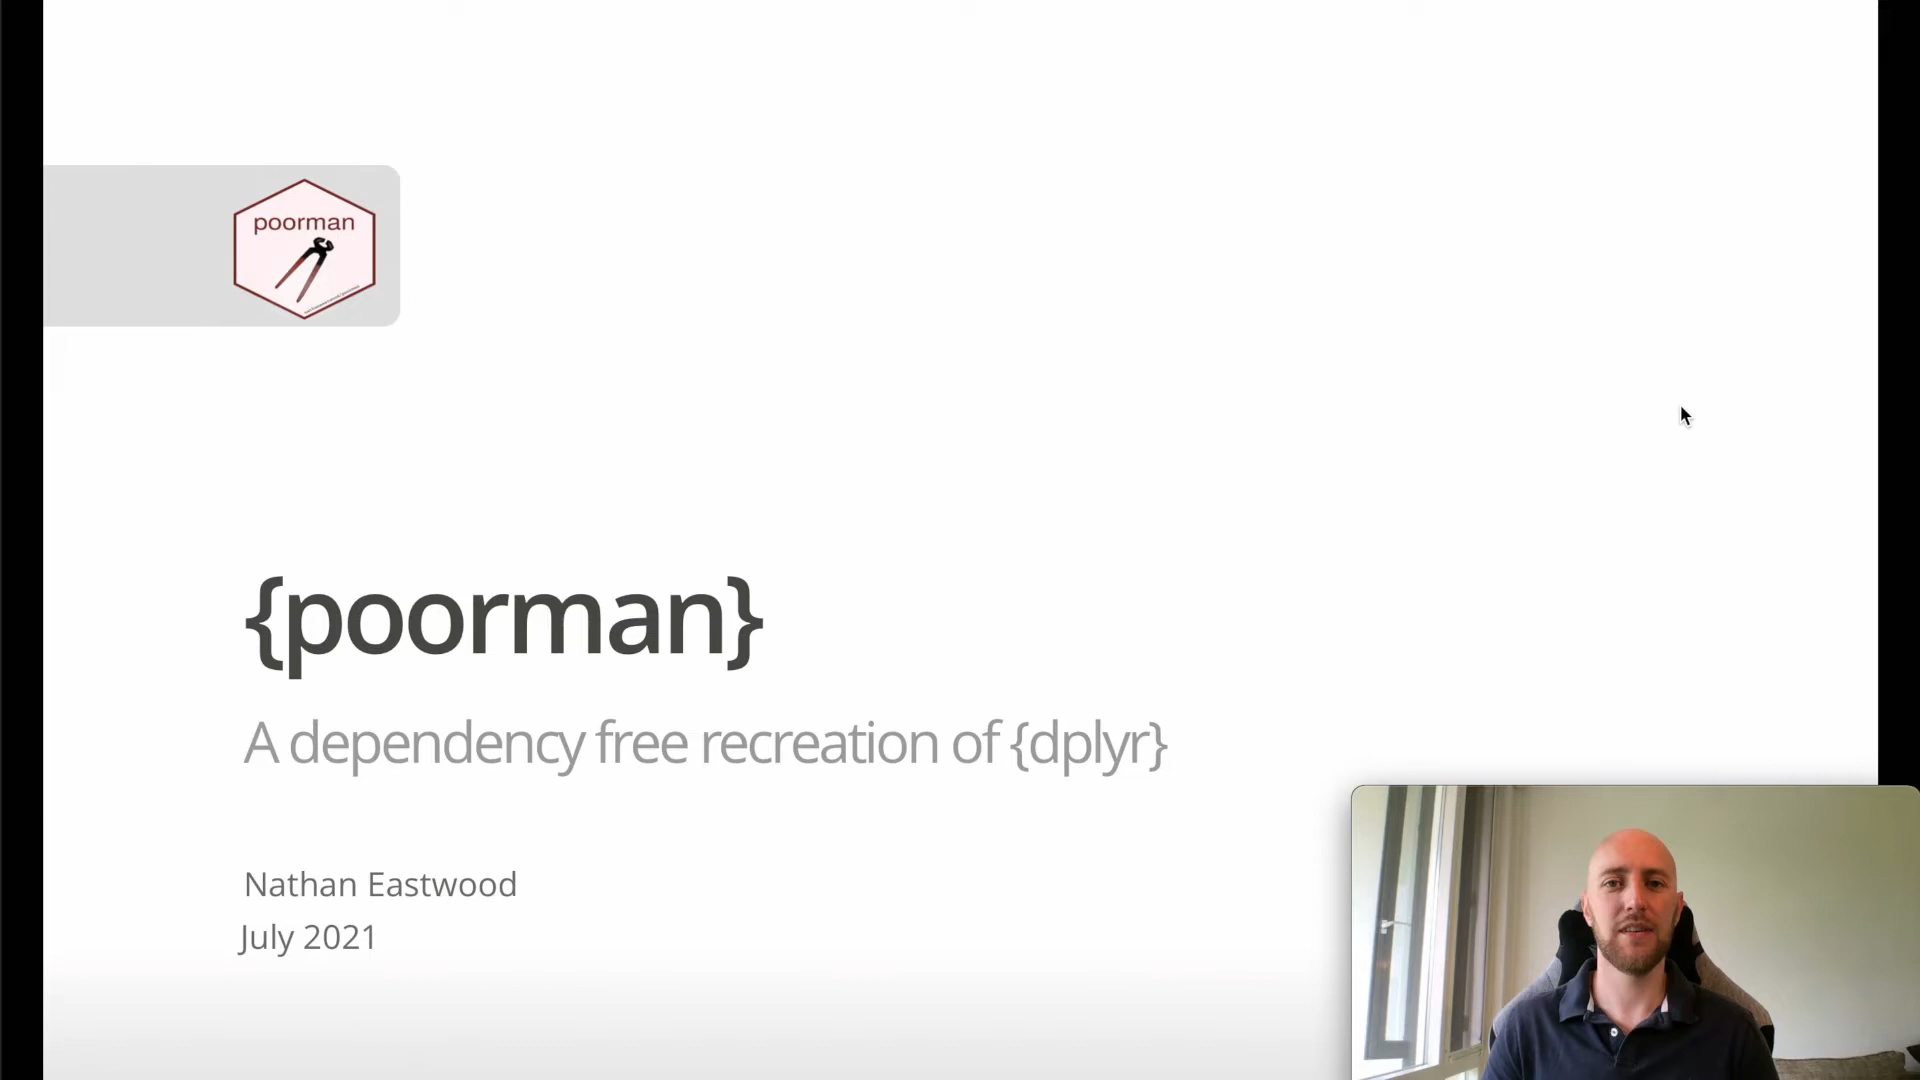 poorman
{poorman}
A dependency free recreation of {dplyr}
Nathan Eastwood
July 2021